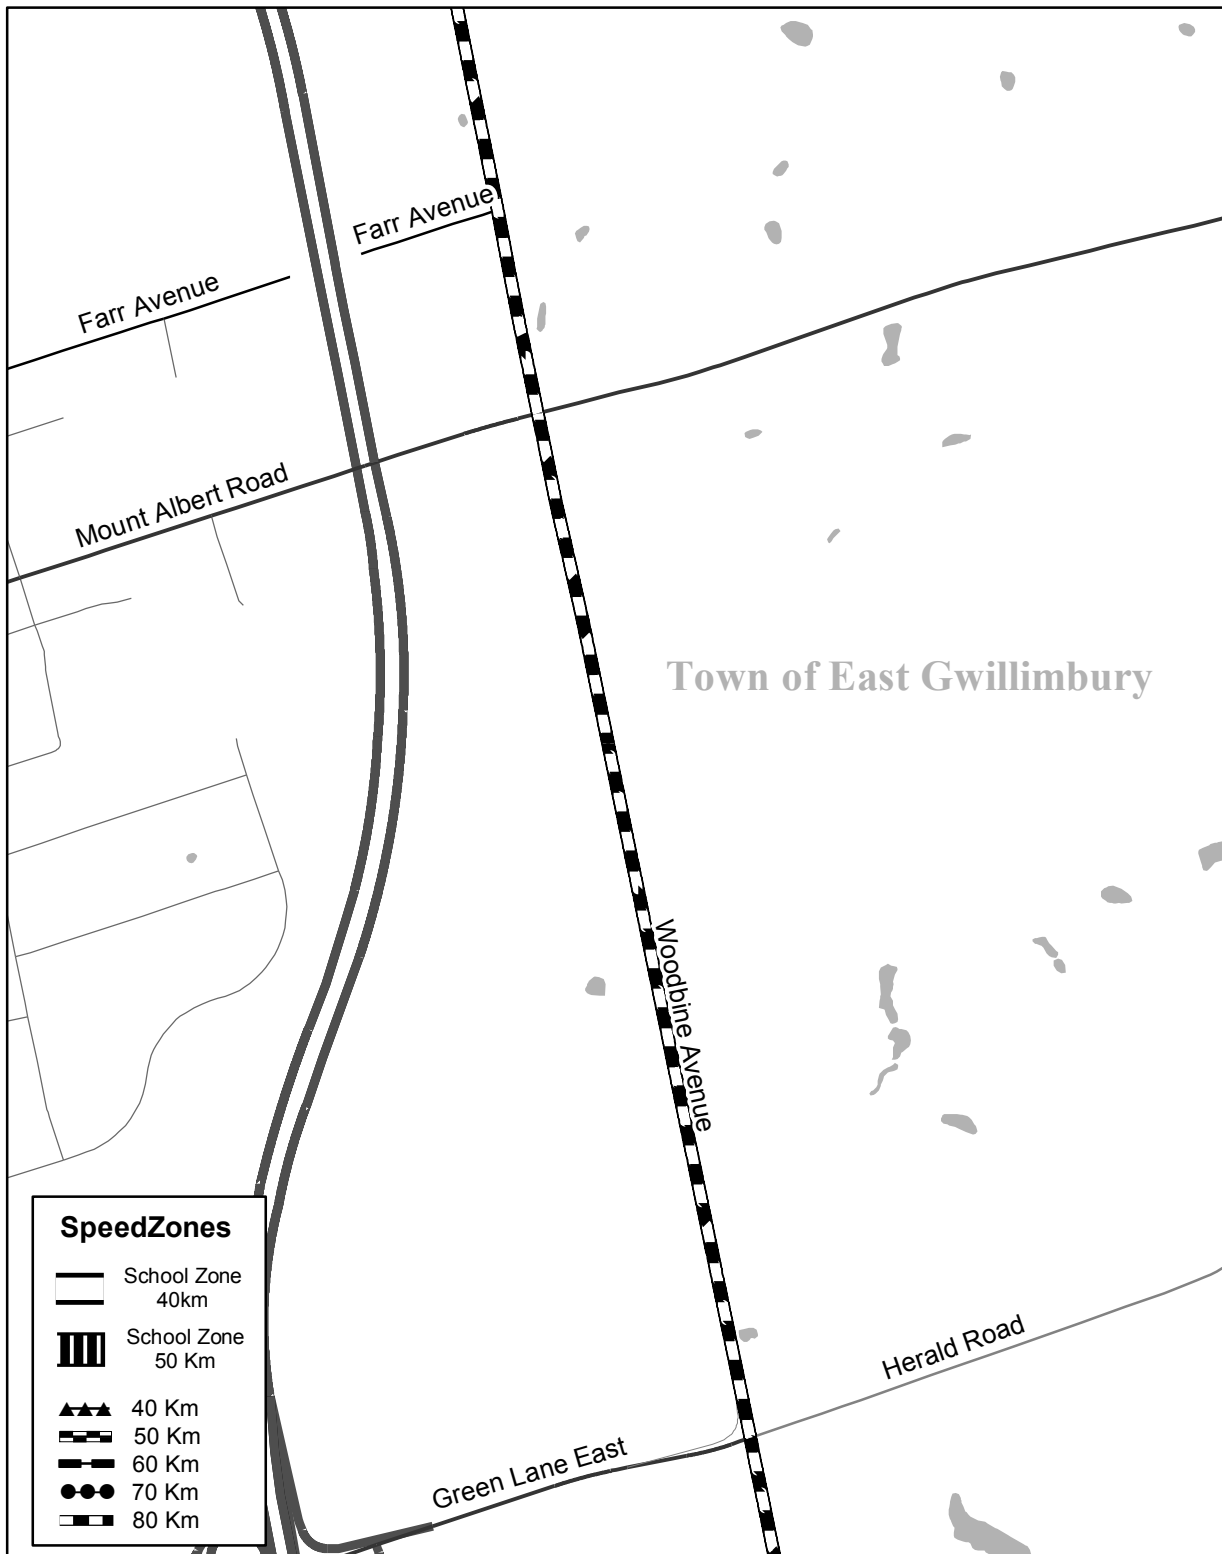 Farr Avenue
Farr Avenue
Mount Albert Road
Town of East Gwillimbury
Woodbine Avenue
Herald Road
Green Lane East
SpeedZones
School Zone
40km
School Zone
50 Km
40 Km
50 Km
60 Km
70 Km
80 Km